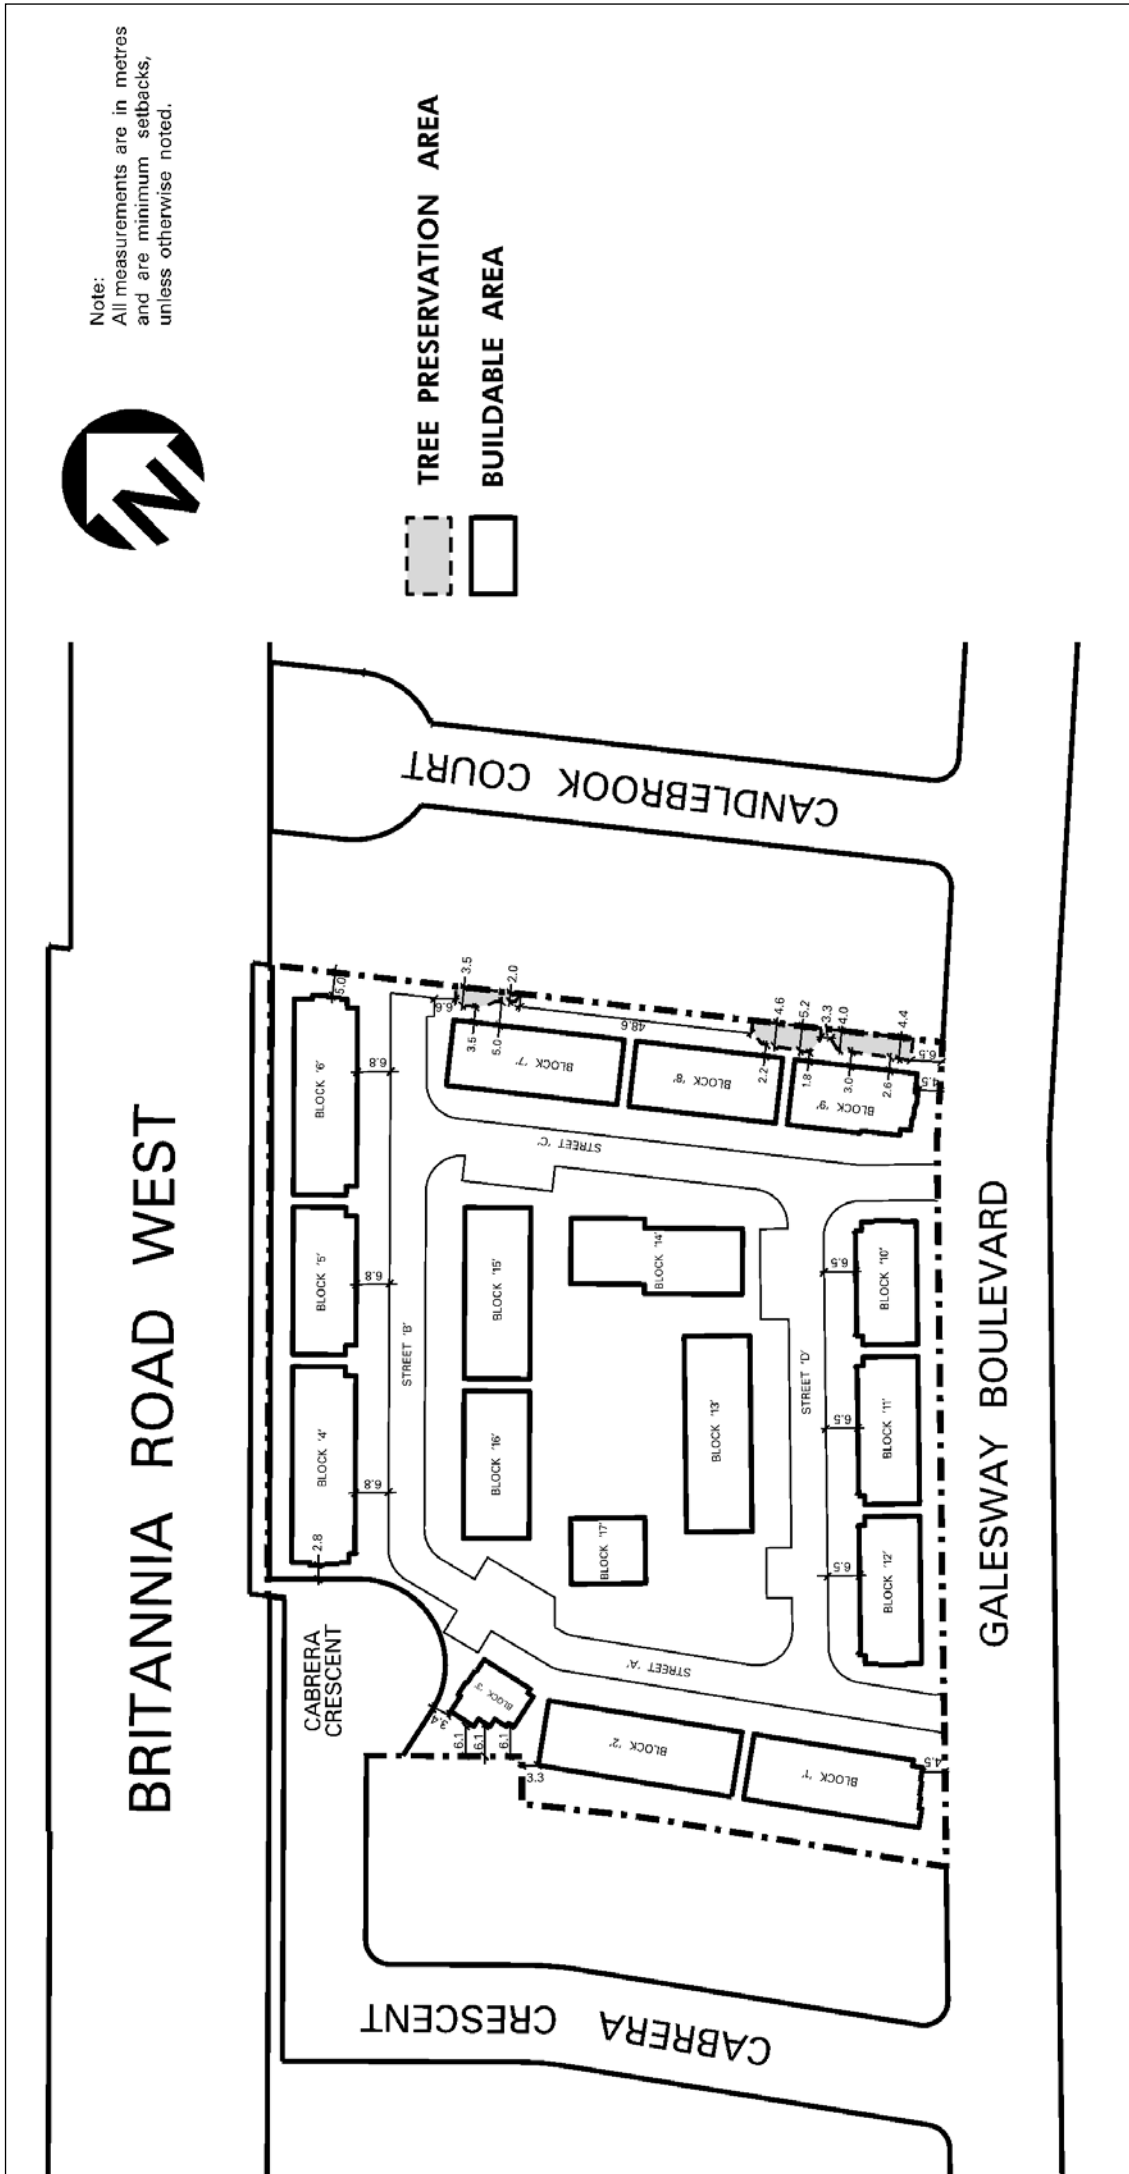 Note:
All measurements are in metres
and are minimum setbacks,
unless otherwise noted.
N
TREE PRESERVATION AREA
BUILDABLE AREA
BRITANNIA ROAD WEST
CANDLEBROOK COURT
GALESWAY BOULEVARD
CABRERA
CRESCENT
CABRERA CRESCENT
STREET 'A'
STREET 'B'
STREET 'C'
STREET 'D'
BLOCK '1'
BLOCK '2'
BLOCK '3'
BLOCK '4'
BLOCK '5'
BLOCK '6'
BLOCK '7'
BLOCK '8'
BLOCK '9'
BLOCK '10'
BLOCK '11'
BLOCK '12'
BLOCK '13'
BLOCK '14'
BLOCK '15'
BLOCK '16'
BLOCK '17'
5.0
6.8
6.8
6.8
2.8
3.4
6.1
6.1
6.1
3.3
4.5
6.5
6.5
6.5
6.6
3.5
2.0
3.5
5.0
48.6
4.6
5.2
3.3
4.0
4.4
2.2
1.8
3.0
2.6
6.5
4.5